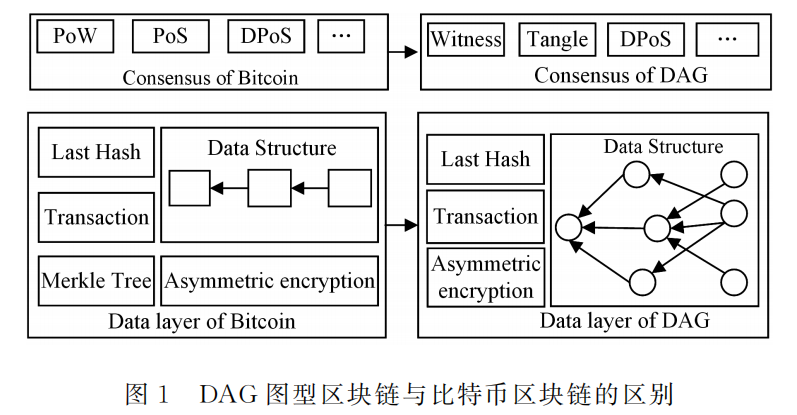 PoW PoS DPoS ...
Consensus of Bitcoin
Witness Tangle DPoS ...
Consensus of DAG
Last Hash
Transaction
Merkle Tree
Data Structure
Asymmetric encryption
Data layer of Bitcoin
Last Hash
Transaction
Asymmetric
encryption
Data Structure
Data layer of DAG
图 1 DAG 图型区块链与比特币区块链的区别